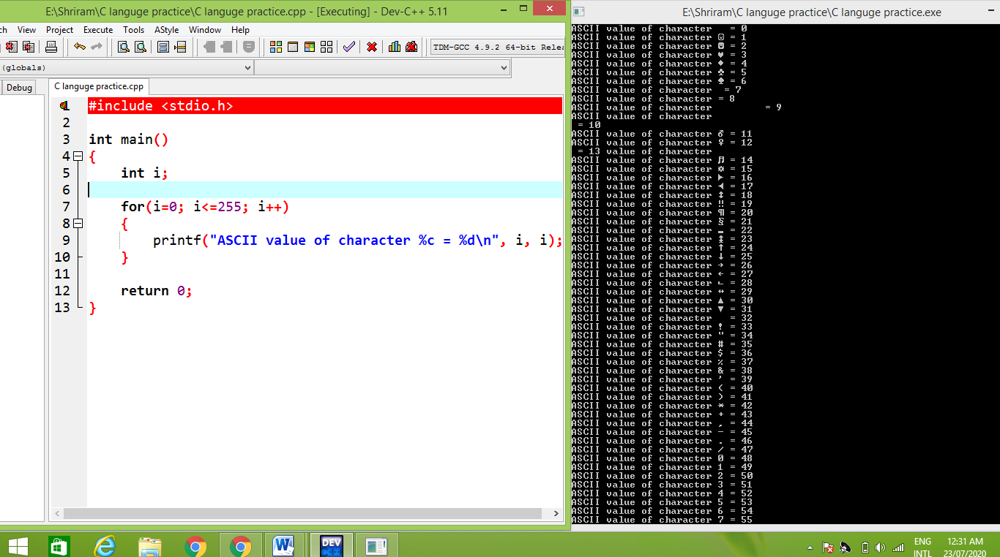 E:\Shriram\C languge practice\C languge practice.cpp - [Executing] - Dev-C++ 5.11
ch View Project Execute Tools AStyle Window Help
TDM-GCC 4.9.2 64-bit Relea
(globals)
Debug
C languge practice.cpp
1 #include <stdio.h>
2
3 int main()
4 {
5 int i;
6
7 for(i=0; i<=255; i++)
8 {
9 printf("ASCII value of character %c = %d\n", i, i);
10 }
11
12 return 0;
13 }
E:\Shriram\C languge practice\C languge practice.exe
ASCII value of character   = 0
ASCII value of character ☺ = 1
ASCII value of character ☻ = 2
ASCII value of character ♥ = 3
ASCII value of character ♦ = 4
ASCII value of character ♣ = 5
ASCII value of character ♠ = 6
ASCII value of character  = 7
ASCII value of character = 8
ASCII value of character          = 9
ASCII value of character
 = 10
ASCII value of character ♂ = 11
ASCII value of character ♀ = 12
 = 13 value of character
ASCII value of character ♫ = 14
ASCII value of character ☼ = 15
ASCII value of character ► = 16
ASCII value of character ◄ = 17
ASCII value of character ↕ = 18
ASCII value of character ‼ = 19
ASCII value of character ¶ = 20
ASCII value of character § = 21
ASCII value of character ▬ = 22
ASCII value of character ↨ = 23
ASCII value of character ↑ = 24
ASCII value of character ↓ = 25
ASCII value of character → = 26
ASCII value of character ← = 27
ASCII value of character ∟ = 28
ASCII value of character ↔ = 29
ASCII value of character ▲ = 30
ASCII value of character ▼ = 31
ASCII value of character   = 32
ASCII value of character ! = 33
ASCII value of character " = 34
ASCII value of character # = 35
ASCII value of character $ = 36
ASCII value of character % = 37
ASCII value of character & = 38
ASCII value of character ' = 39
ASCII value of character ( = 40
ASCII value of character ) = 41
ASCII value of character * = 42
ASCII value of character + = 43
ASCII value of character , = 44
ASCII value of character - = 45
ASCII value of character . = 46
ASCII value of character / = 47
ASCII value of character 0 = 48
ASCII value of character 1 = 49
ASCII value of character 2 = 50
ASCII value of character 3 = 51
ASCII value of character 4 = 52
ASCII value of character 5 = 53
ASCII value of character 6 = 54
ASCII value of character 7 = 55
DEV
ENG
INTL
12:31 AM
23/07/2020